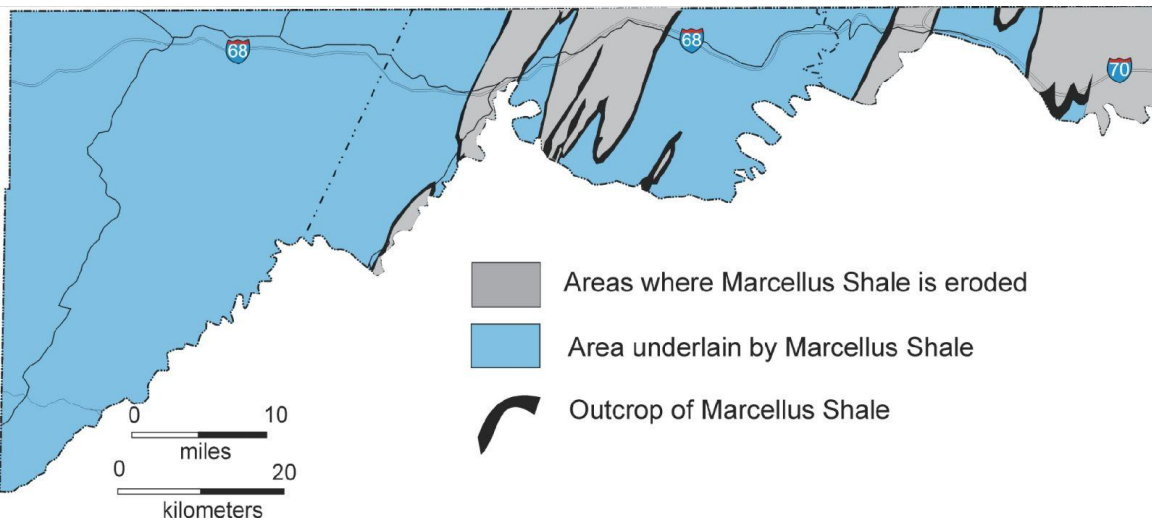 68
68
70
Areas where Marcellus Shale is eroded
Area underlain by Marcellus Shale
Outcrop of Marcellus Shale
0 10
miles
0 20
kilometers